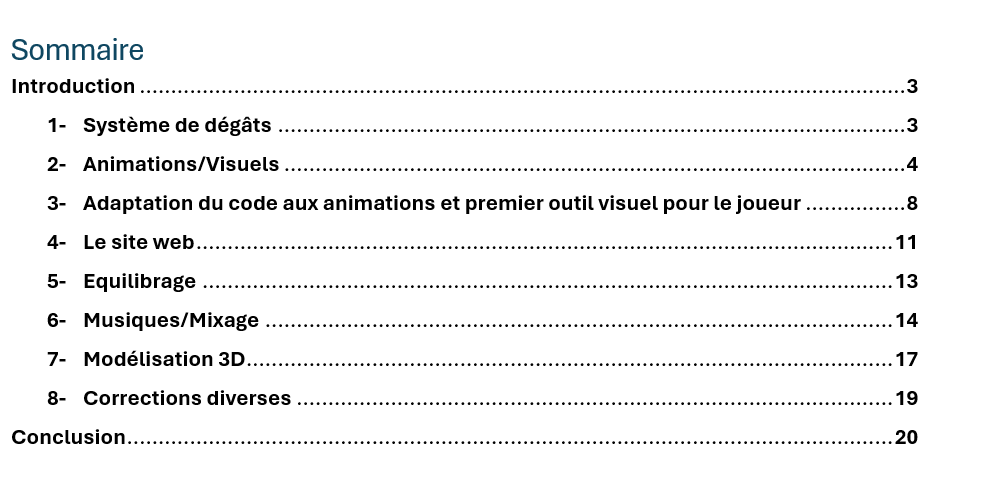 Sommaire
Introduction ........................................................................................................................................3
1- Système de dégâts ................................................................................................................3
2- Animations/Visuels ...............................................................................................................4
3- Adaptation du code aux animations et premier outil visuel pour le joueur .................8
4- Le site web............................................................................................................................11
5- Equilibrage ...........................................................................................................................13
6- Musiques/Mixage ................................................................................................................14
7- Modélisation 3D...................................................................................................................17
8- Corrections diverses ..........................................................................................................19
Conclusion........................................................................................................................................20